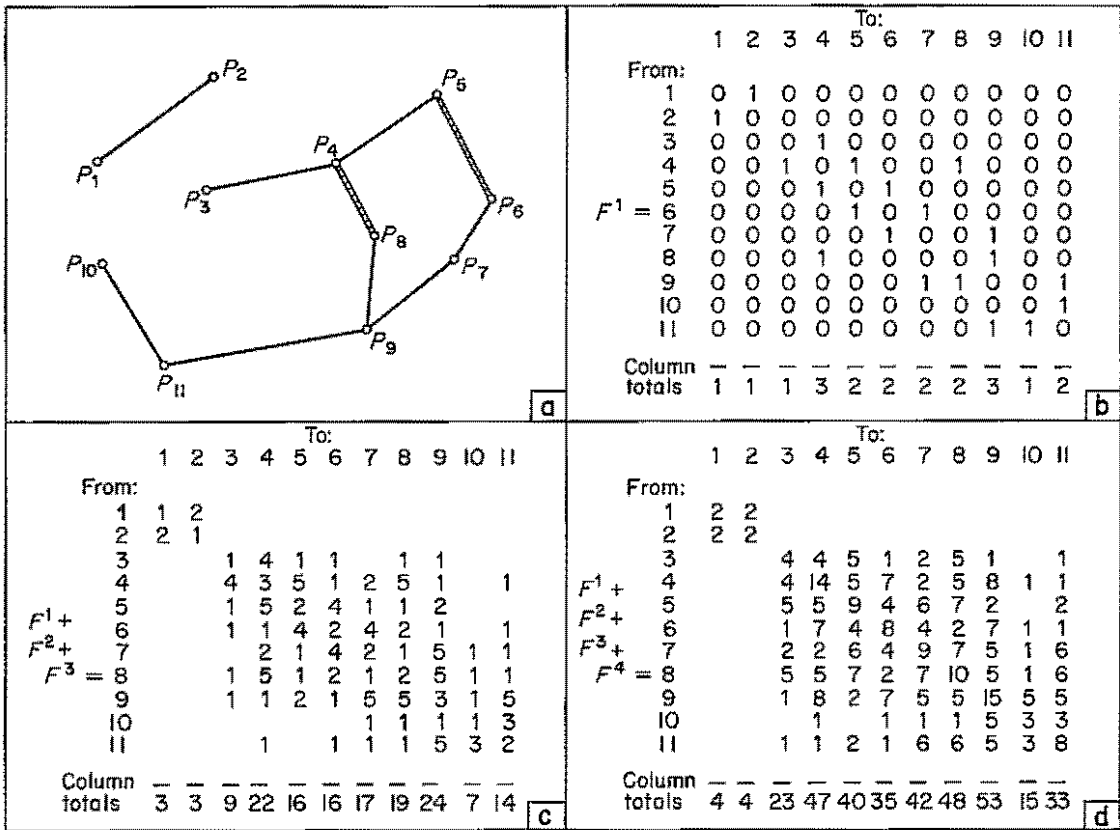 P2
P5
P4
P1
P3
P6
P8
P10
P7
P9
P11
a
To:
1 2 3 4 5 6 7 8 9 10 11
From:
1 0 1 0 0 0 0 0 0 0 0 0
2 1 0 0 0 0 0 0 0 0 0 0
3 0 0 0 1 0 0 0 0 0 0 0
4 0 0 1 0 1 0 0 1 0 0 0
5 0 0 0 1 0 1 0 0 0 0 0
F¹ = 6 0 0 0 0 1 0 1 0 0 0 0
7 0 0 0 0 0 1 0 0 1 0 0
8 0 0 0 1 0 0 0 0 1 0 0
9 0 0 0 0 0 0 1 1 0 0 1
10 0 0 0 0 0 0 0 0 0 0 1
11 0 0 0 0 0 0 0 0 1 1 0
Column
totals 1 1 1 3 2 2 2 2 3 1 2
b
To:
1 2 3 4 5 6 7 8 9 10 11
From:
1 1 2
2 2 1
3 1 4 1 1 1 1
4 4 3 5 1 2 5 1 1
5 1 5 2 4 1 1 2
F¹ +
6 1 1 4 2 4 2 1 1
F² +
7 2 1 4 2 1 5 1 1
F³ = 8 1 5 1 2 1 2 5 1 1
9 1 1 2 1 5 5 3 1 5
10 1 1 1 1 3
11 1 1 1 1 5 3 2
Column
totals 3 3 9 22 16 16 17 19 24 7 14
c
To:
1 2 3 4 5 6 7 8 9 10 11
From:
1 2 2
2 2 2
3 4 4 5 1 2 5 1 1
F¹ +
4 4 14 5 7 2 5 8 1 1
5 5 5 9 4 6 7 2 2
F² +
6 1 7 4 8 4 2 7 1 1
F³ +
7 2 2 6 4 9 7 5 1 6
F⁴ = 8 5 5 7 2 7 10 5 1 6
9 1 8 2 7 5 5 15 5 5
10 1 1 1 1 5 3 3
11 1 1 2 1 6 6 5 3 8
Column
totals 4 4 23 47 40 35 42 48 53 15 33
d